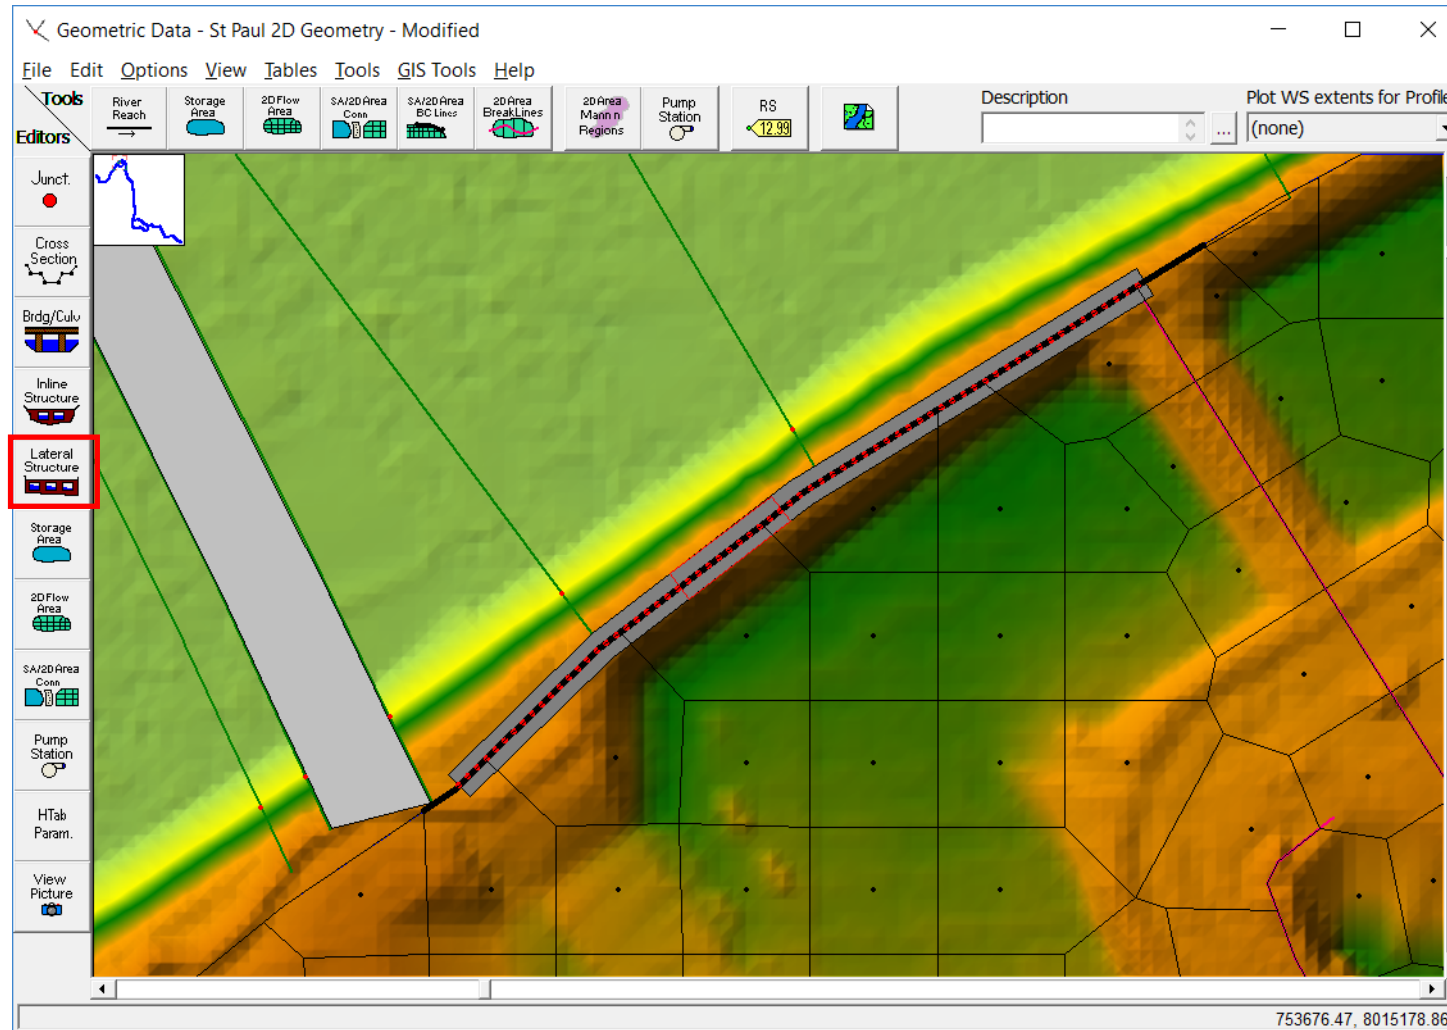 Geometric Data - St Paul 2D Geometry - Modified
File Edit Options View Tables Tools GIS Tools Help
Tools
Editors
River
Reach
Storage
Area
2D Flow
Area
SA/2D Area
Conn
SA/2D Area
BC Lines
2D Area
BreakLines
2D Area
Mann n
Regions
Pump
Station
RS
12.99
Description
...
Plot WS extents for Profile
(none)
Junct.
Cross
Section
Brdg/Culv
Inline
Structure
Lateral
Structure
Storage
Area
2D Flow
Area
SA/2D Area
Conn
Pump
Station
HTab
Param.
View
Picture
753676.47, 8015178.86